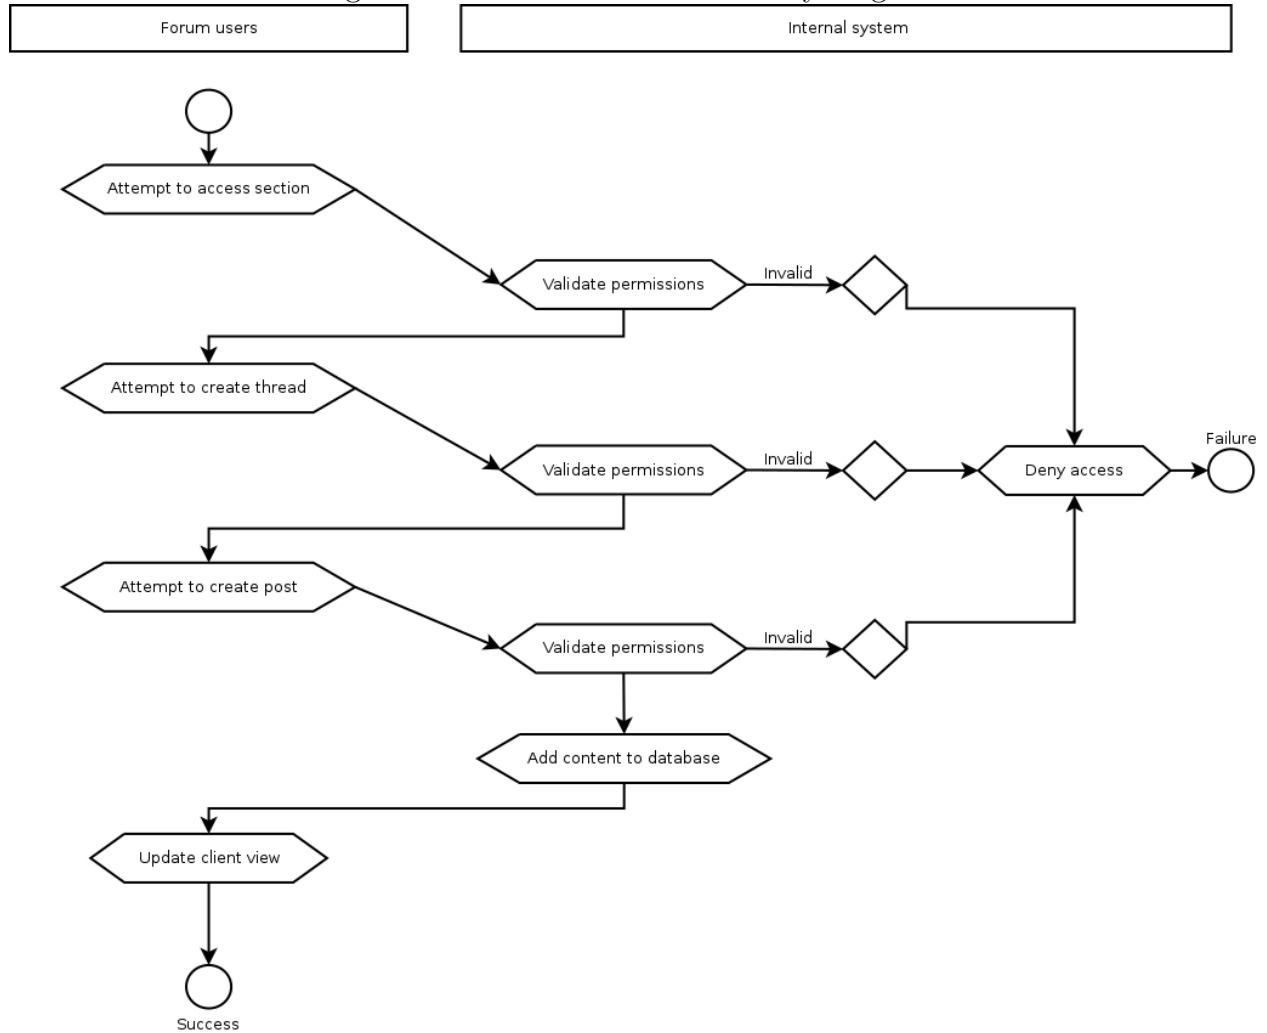 Forum users
Internal system
Attempt to access section
Validate permissions
Invalid
Attempt to create thread
Validate permissions
Invalid
Deny access
Failure
Attempt to create post
Validate permissions
Invalid
Add content to database
Update client view
Success